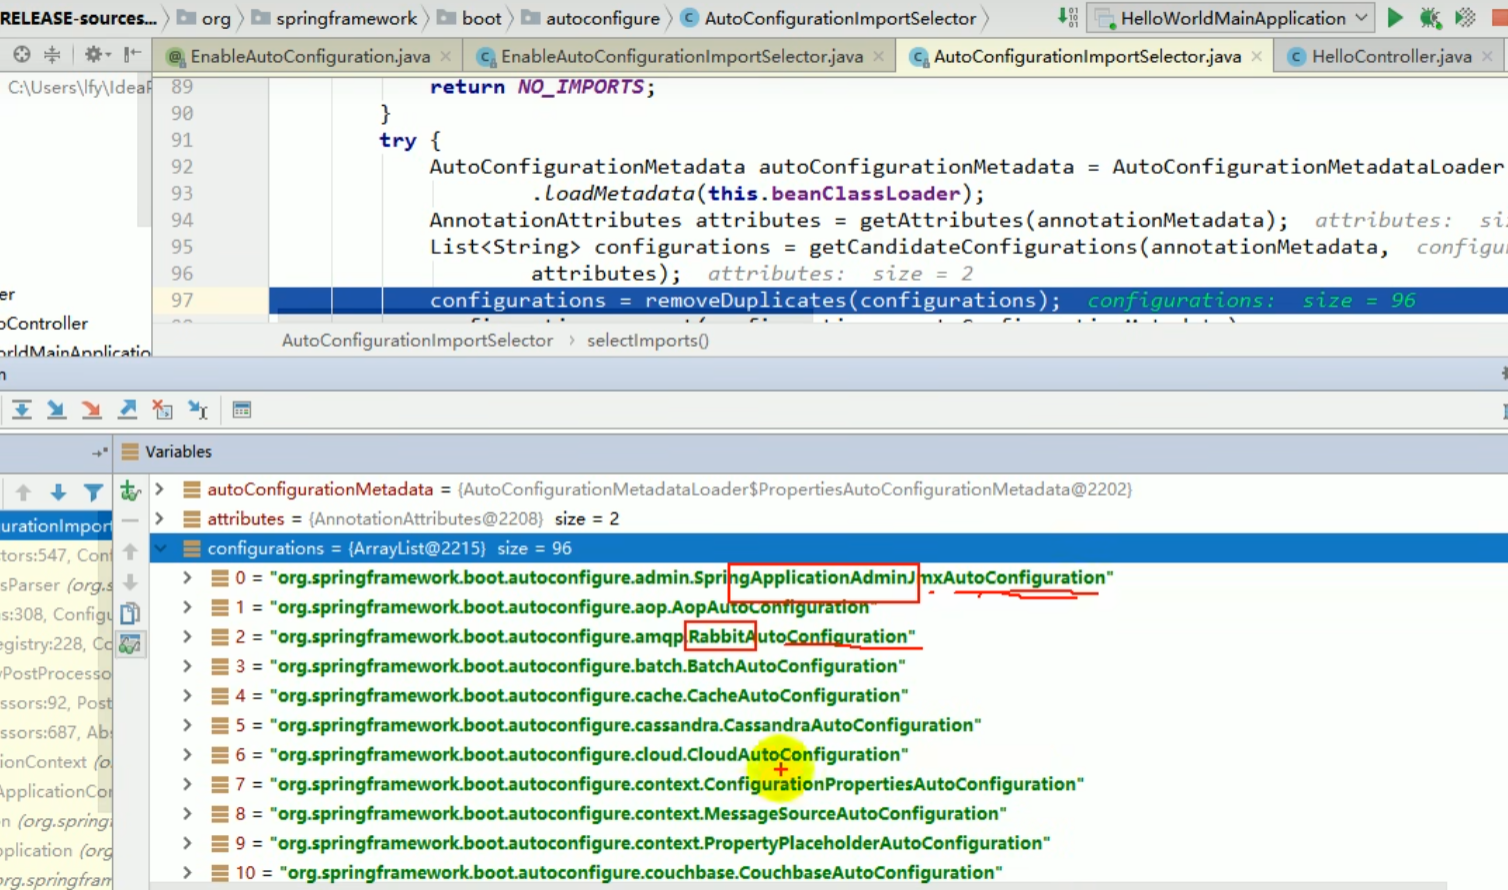 RELEASE-sources... org springframework boot autoconfigure AutoConfigurationImportSelector HelloWorldMainApplication
EnableAutoConfiguration.java EnableAutoConfigurationImportSelector.java AutoConfigurationImportSelector.java HelloController.java
C:\Users\lfy\IdeaP
89 return NO_IMPORTS;
90 }
91 try {
92 AutoConfigurationMetadata autoConfigurationMetadata = AutoConfigurationMetadataLoader
93 .loadMetadata(this.beanClassLoader);
94 AnnotationAttributes attributes = getAttributes(annotationMetadata); attributes: si
95 List<String> configurations = getCandidateConfigurations(annotationMetadata, configu
96 attributes); attributes: size = 2
er
97 configurations = removeDuplicates(configurations); configurations: size = 96
oController
AutoConfigurationImportSelector › selectImports()
orldMainApplicatio
n
Variables
autoConfigurationMetadata = {AutoConfigurationMetadataLoader$PropertiesAutoConfigurationMetadata@2202}
attributes = {AnnotationAttributes@2208} size = 2
configurations = {ArrayList@2215} size = 96
0 = "org.springframework.boot.autoconfigure.admin.SpringApplicationAdminJmxAutoConfiguration"
1 = "org.springframework.boot.autoconfigure.aop.AopAutoConfiguration"
2 = "org.springframework.boot.autoconfigure.amqp.RabbitAutoConfiguration"
3 = "org.springframework.boot.autoconfigure.batch.BatchAutoConfiguration"
4 = "org.springframework.boot.autoconfigure.cache.CacheAutoConfiguration"
5 = "org.springframework.boot.autoconfigure.cassandra.CassandraAutoConfiguration"
6 = "org.springframework.boot.autoconfigure.cloud.CloudAutoConfiguration"
7 = "org.springframework.boot.autoconfigure.context.ConfigurationPropertiesAutoConfiguration"
8 = "org.springframework.boot.autoconfigure.context.MessageSourceAutoConfiguration"
9 = "org.springframework.boot.autoconfigure.context.PropertyPlaceholderAutoConfiguration"
10 = "org.springframework.boot.autoconfigure.couchbase.CouchbaseAutoConfiguration"
urationImport
tors:547, Con
sParser (org.s
s:308, Configu
egistry:228, Co
yPostProcesso
ssors:92, Post
ssors:687, Abs
ionContext (o.
ApplicationCor
n (org.springf
plication (org
org.springfram